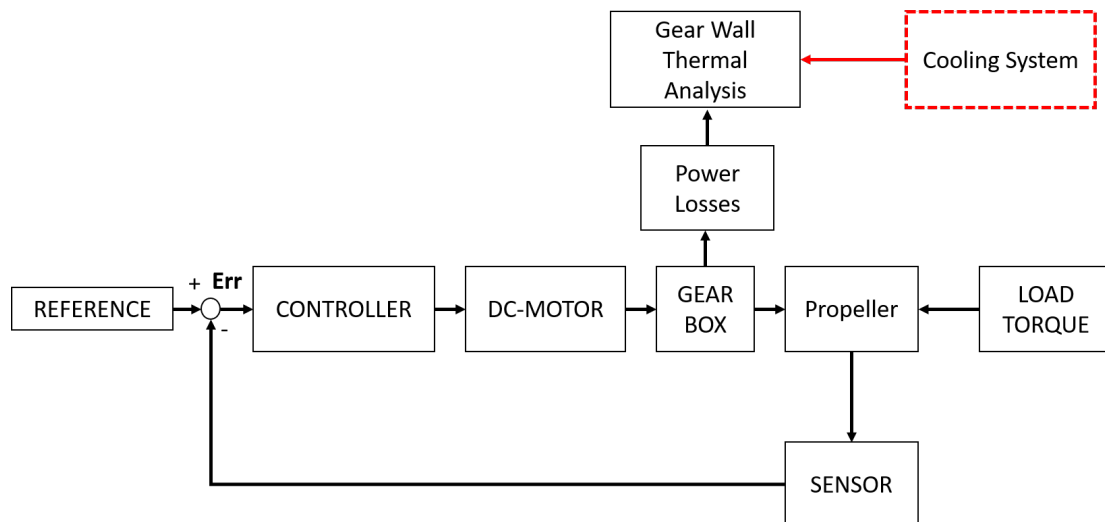 Gear Wall
Thermal
Analysis
Cooling System
Power
Losses
+ Err
REFERENCE
-
CONTROLLER
DC-MOTOR
GEAR
BOX
Propeller
LOAD
TORQUE
SENSOR